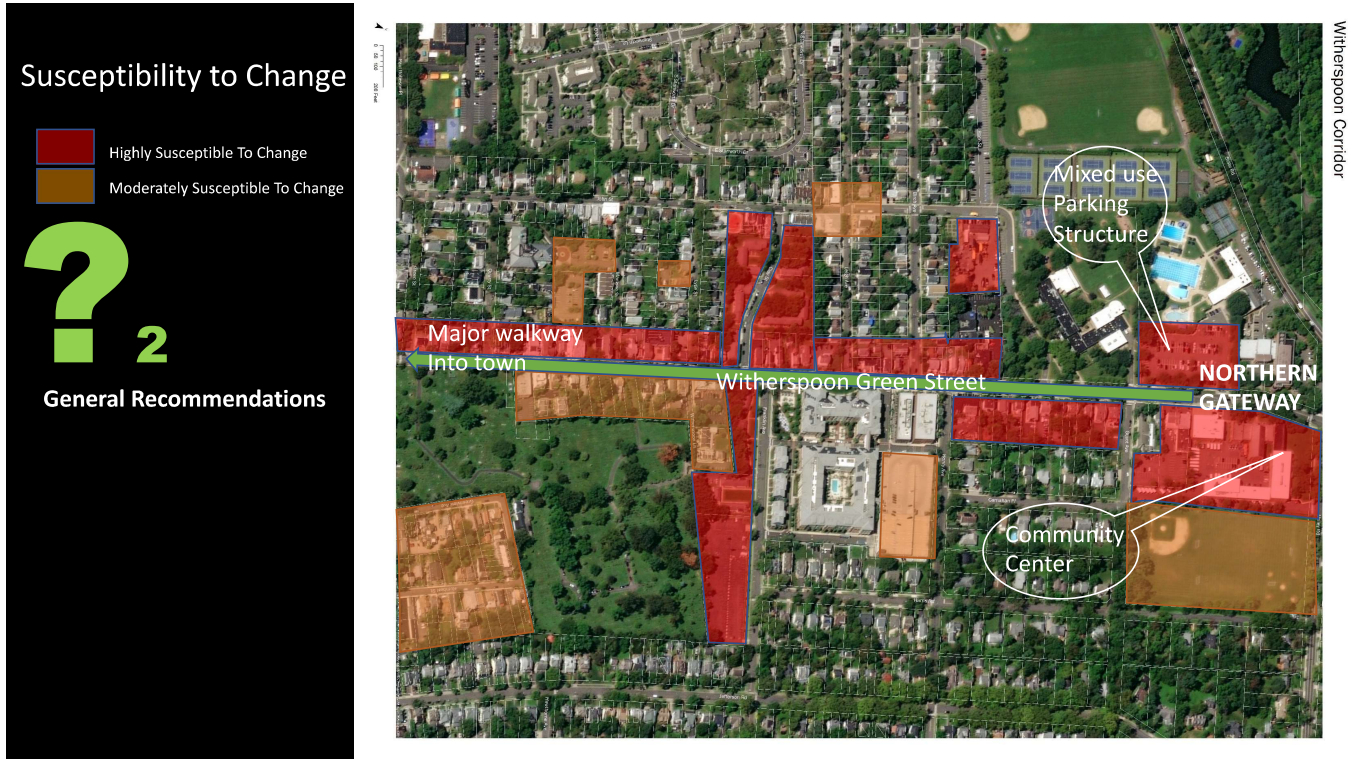 Susceptibility to Change
Highly Susceptible To Change
Moderately Susceptible To Change
?
2
General Recommendations
Witherspoon Corridor
Mixed use
Parking
Structure
Major walkway
Into town
Witherspoon Green Street
NORTHERN
GATEWAY
Community
Center